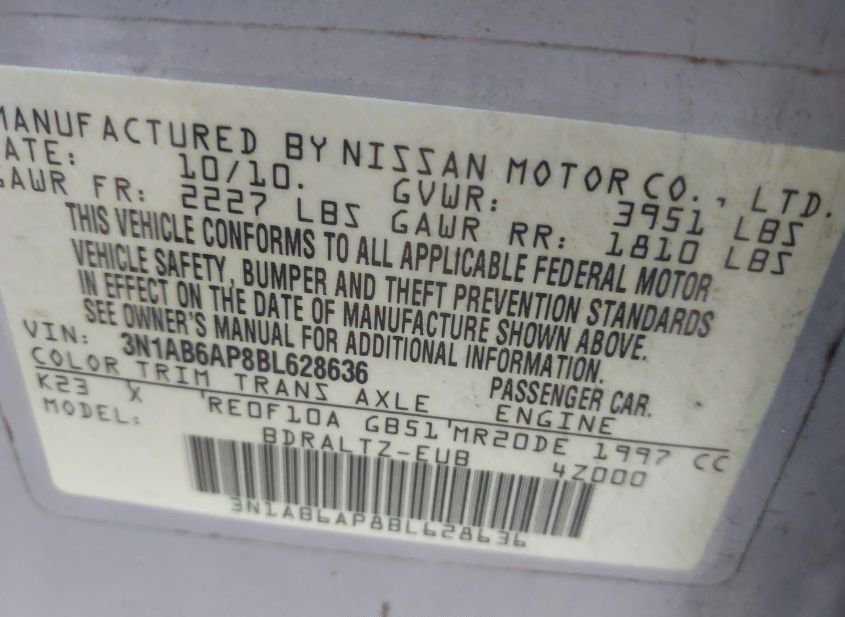 MANUFACTURED BY NISSAN MOTOR CO., LTD.
ATE: 10/10. GVWR: 3951 LBS
GAWR FR: 2227 LBS GAWR RR: 1810 LBS
THIS VEHICLE CONFORMS TO ALL APPLICABLE FEDERAL MOTOR
VEHICLE SAFETY, BUMPER AND THEFT PREVENTION STANDARDS
IN EFFECT ON THE DATE OF MANUFACTURE SHOWN ABOVE.
SEE OWNER'S MANUAL FOR ADDITIONAL INFORMATION.
VIN: 3N1AB6AP8BL628636 PASSENGER CAR.
COLOR TRIM TRANS AXLE ENGINE
K23 X RE0F10A GB51 MR20DE 1997 CC
MODEL: BDRALTZ-EUB 4Z000
3N1AB6AP8BL628636